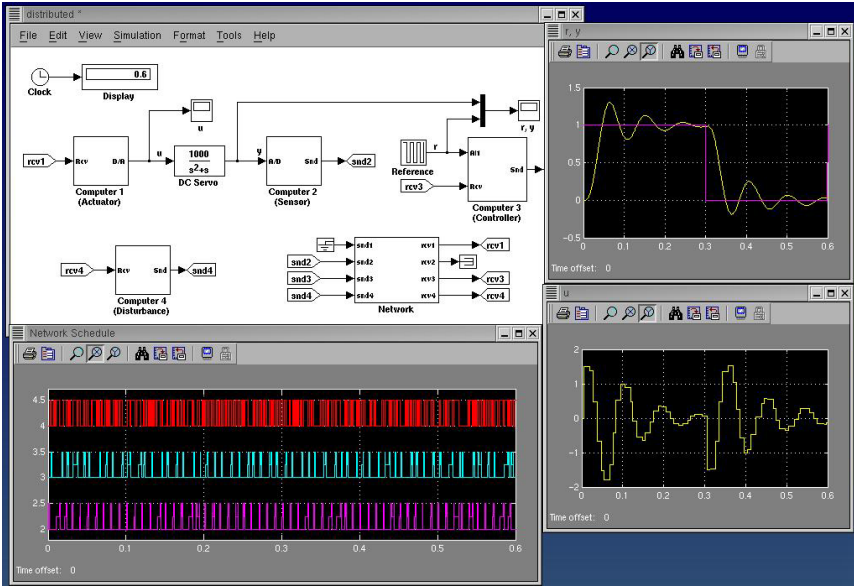 distributed *
File Edit View Simulation Format Tools Help
Clock
0.6
Display
u
r, y
rcv1
Rcv D/A
Computer 1
(Actuator)
u
1000
s2+s
DC Servo
y
A/D Snd
Computer 2
(Sensor)
snd2
r
Reference
rcv3
A/D
Rcv
Snd
Computer 3
(Controller)
rcv4
Rcv Snd
Computer 4
(Disturbance)
snd4
snd2
snd3
snd4
snd1 rcv1
snd2 rcv2
snd3 rcv3
snd4 rcv4
Network
rcv1
rcv3
rcv4
r, y
1.5
1
0.5
0
-0.5
0 0.1 0.2 0.3 0.4 0.5 0.6
Time offset: 0
Network Schedule
4.5
4
3.5
3
2.5
2
0 0.1 0.2 0.3 0.4 0.5 0.6
Time offset: 0
u
2
1
0
-1
-2
0 0.1 0.2 0.3 0.4 0.5 0.6
Time offset: 0